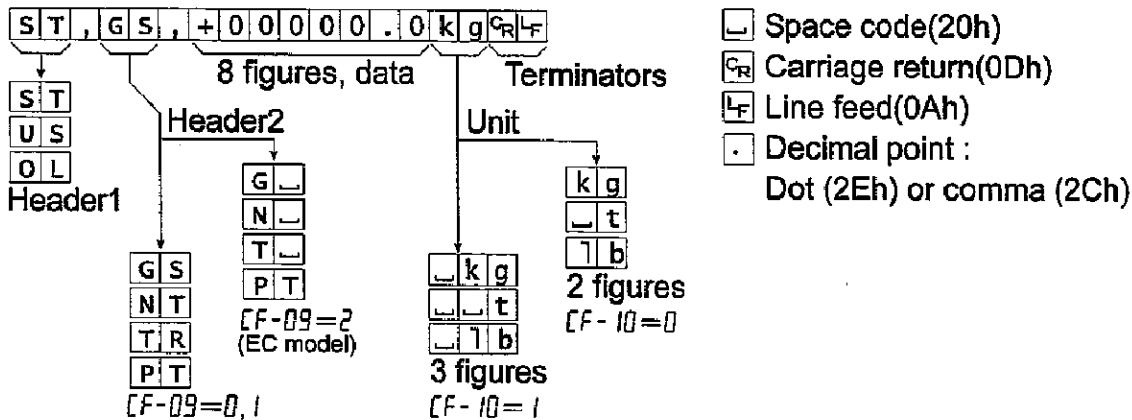 ST,GS,+00000.0kgCRLF
8 figures, data
Terminators
ST
US
OL
Header1
Header2
G␣
N␣
T␣
PT
CF-09=2
(EC model)
GS
NT
TR
PT
CF-09=0,1
Unit
kg
␣t
lb
2 figures
CF-10=0
␣kg
␣␣t
␣lb
3 figures
CF-10=1
␣ Space code(20h)
CR Carriage return(0Dh)
LF Line feed(0Ah)
. Decimal point :
Dot (2Eh) or comma (2Ch)